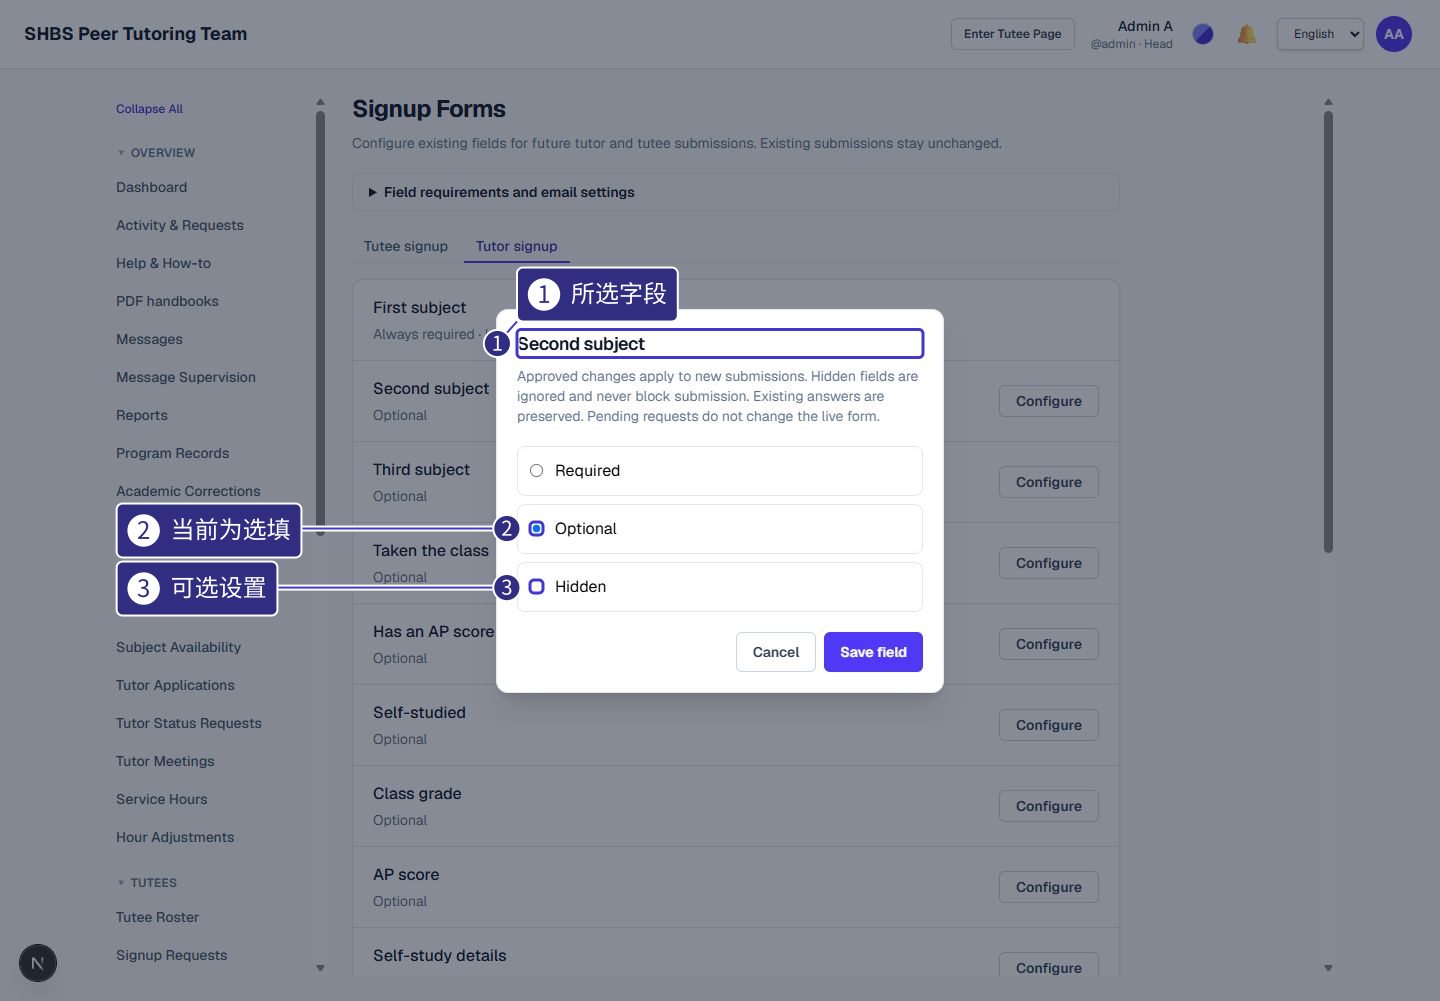 SHBS Peer Tutoring Team
Enter Tutee Page
Admin A
@admin · Head
English
AA
Collapse All
OVERVIEW
Dashboard
Activity & Requests
Help & How-to
PDF handbooks
Messages
Message Supervision
Reports
Program Records
Academic Corrections
Subject Availability
Tutor Applications
Tutor Status Requests
Tutor Meetings
Service Hours
Hour Adjustments
TUTEES
Tutee Roster
Signup Requests
N
Signup Forms
Configure existing fields for future tutor and tutee submissions. Existing submissions stay unchanged.
Field requirements and email settings
Tutee signup
Tutor signup
First subject
Always required ·
Second subject
Optional
Configure
Third subject
Optional
Configure
Taken the class
Optional
Configure
Has an AP score
Optional
Configure
Self-studied
Optional
Configure
Class grade
Optional
Configure
AP score
Optional
Configure
Self-study details
Configure
1 所选字段
1
Second subject
Approved changes apply to new submissions. Hidden fields are
ignored and never block submission. Existing answers are
preserved. Pending requests do not change the live form.
Required
2 当前为选填
2
Optional
3 可选设置
3
Hidden
Cancel
Save field